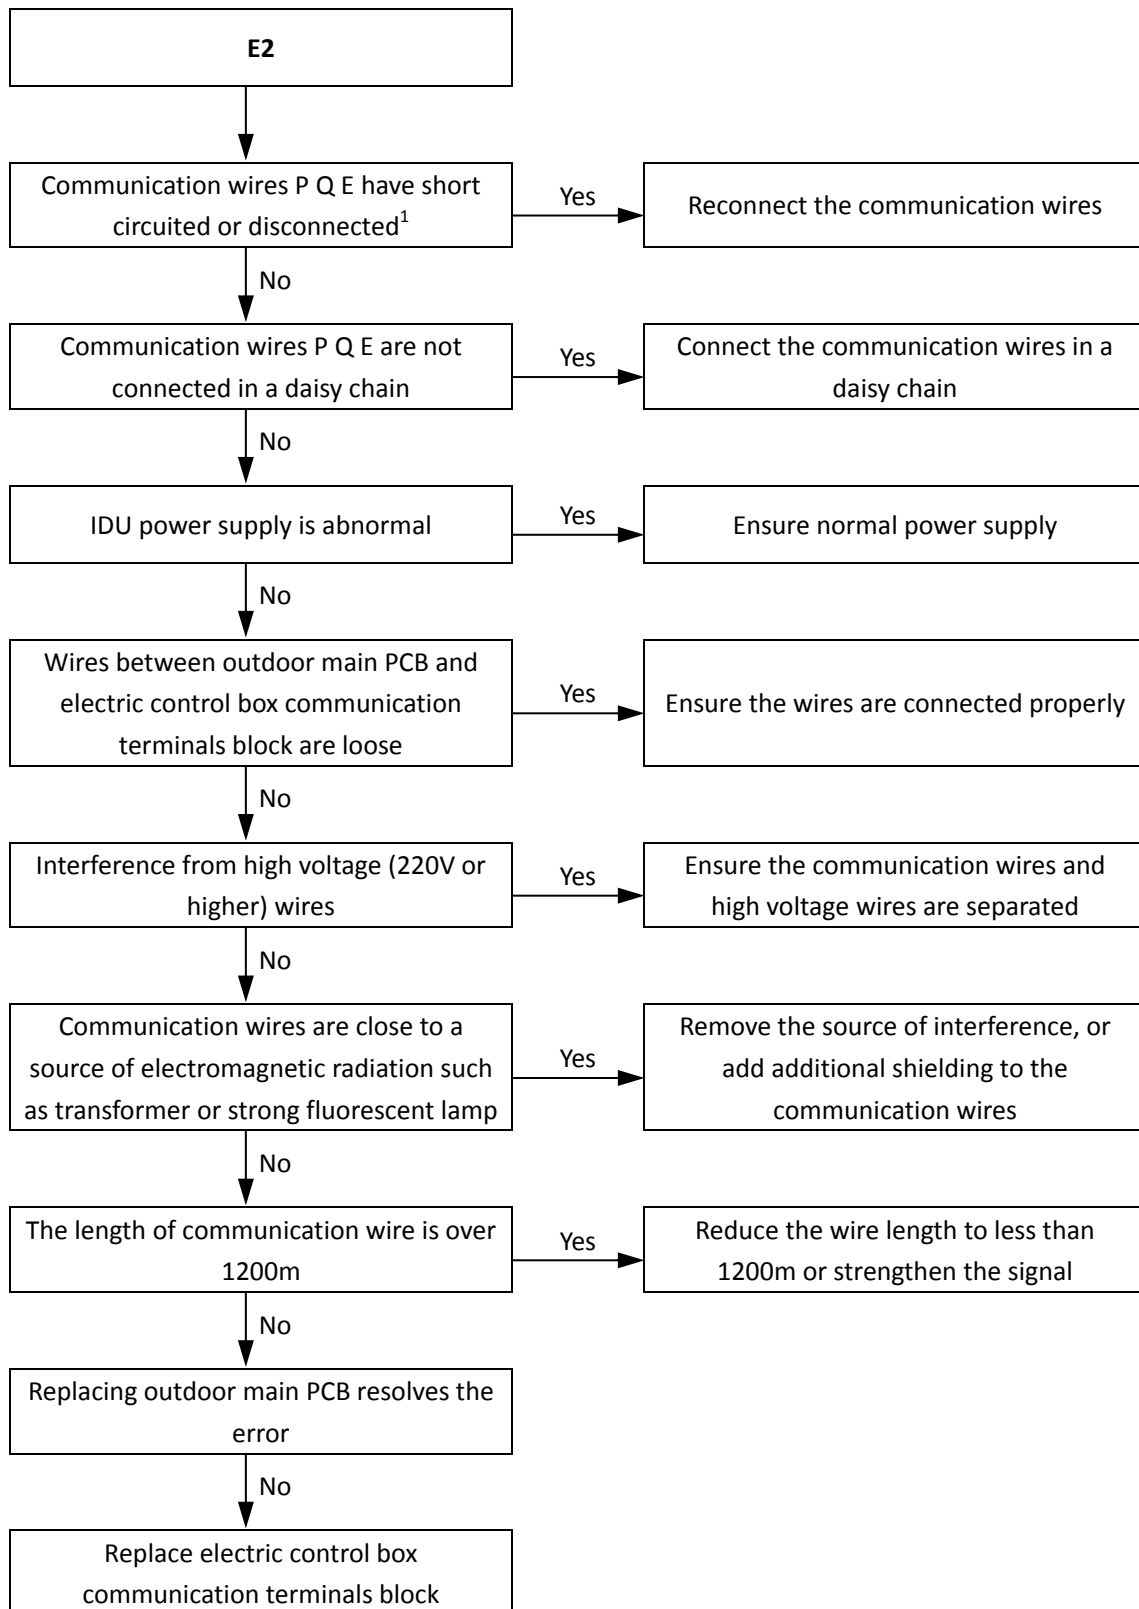 E2
Communication wires P Q E have short
circuited or disconnected¹
Yes
Reconnect the communication wires
No
Communication wires P Q E are not
connected in a daisy chain
Yes
Connect the communication wires in a
daisy chain
No
IDU power supply is abnormal
Yes
Ensure normal power supply
No
Wires between outdoor main PCB and
electric control box communication
terminals block are loose
Yes
Ensure the wires are connected properly
No
Interference from high voltage (220V or
higher) wires
Yes
Ensure the communication wires and
high voltage wires are separated
No
Communication wires are close to a
source of electromagnetic radiation such
as transformer or strong fluorescent lamp
Yes
Remove the source of interference, or
add additional shielding to the
communication wires
No
The length of communication wire is over
1200m
Yes
Reduce the wire length to less than
1200m or strengthen the signal
No
Replacing outdoor main PCB resolves the
error
No
Replace electric control box
communication terminals block